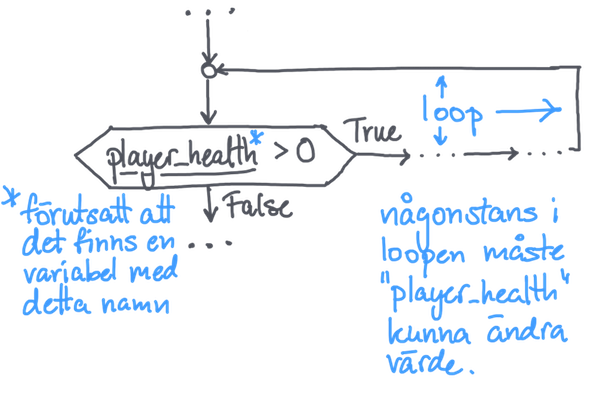 ...
loop
True
player_health* > 0
... ...
False
...
*förutsatt att
det finns en
variabel med
detta namn
någonstans i
loopen måste
"player_health"
kunna ändra
värde.